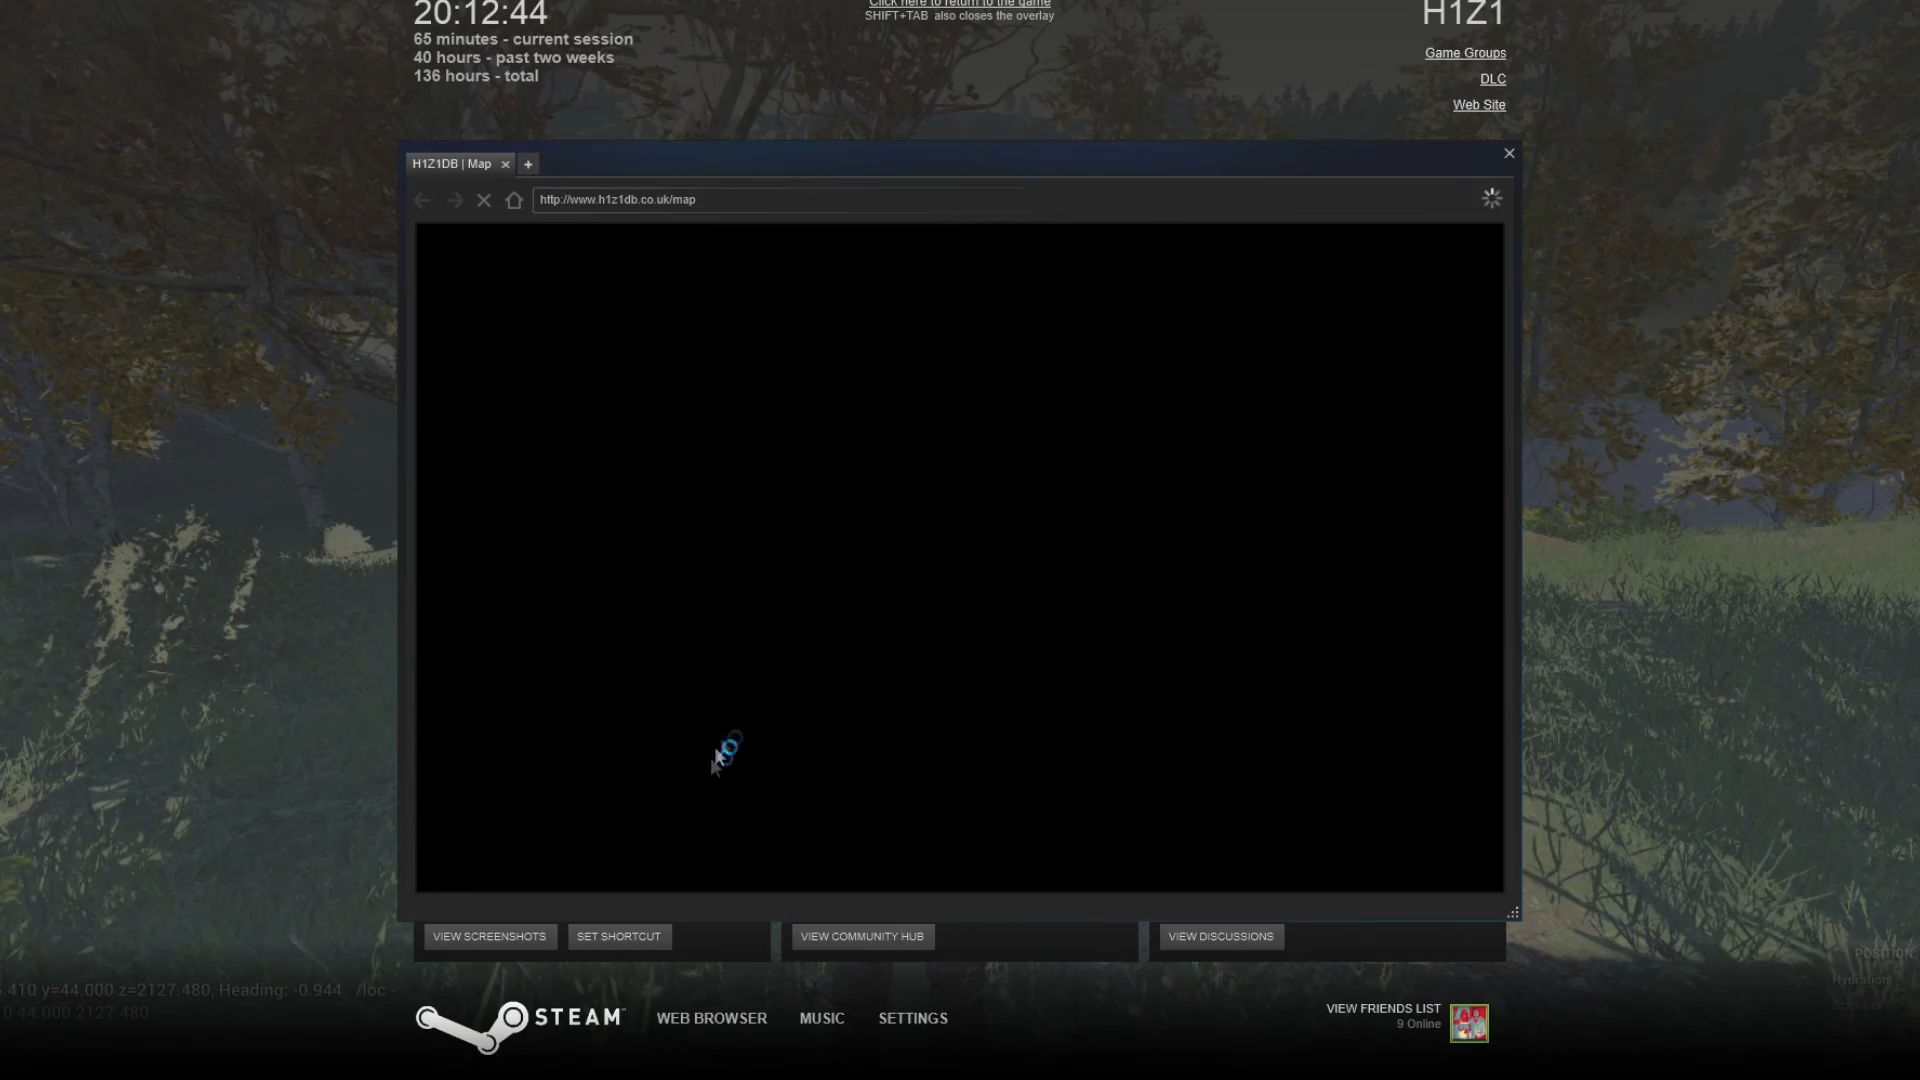 20:12:44
65 minutes - current session
40 hours - past two weeks
136 hours - total
Click here to return to the game
SHIFT+TAB also closes the overlay
H1Z1
Game Groups
DLC
Web Site
H1Z1DB | Map
http://www.h1z1db.co.uk/map
VIEW SCREENSHOTS
SET SHORTCUT
VIEW COMMUNITY HUB
VIEW DISCUSSIONS
POSITION:
Hydration
.410 y=44.000 z=2127.480, Heading: -0.944 /loc -
0 44.000 2127.480
STEAM™
WEB BROWSER
MUSIC
SETTINGS
VIEW FRIENDS LIST
9 Online